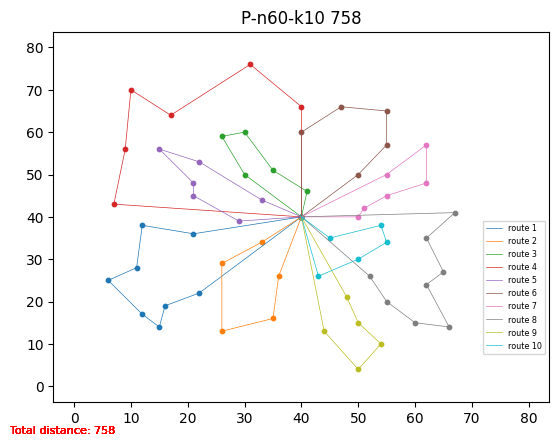 P-n60-k10 758
80
70
60
50
40
30
20
10
0
0 10 20 30 40 50 60 70 80
route 1
route 2
route 3
route 4
route 5
route 6
route 7
route 8
route 9
route 10
Total distance: 758